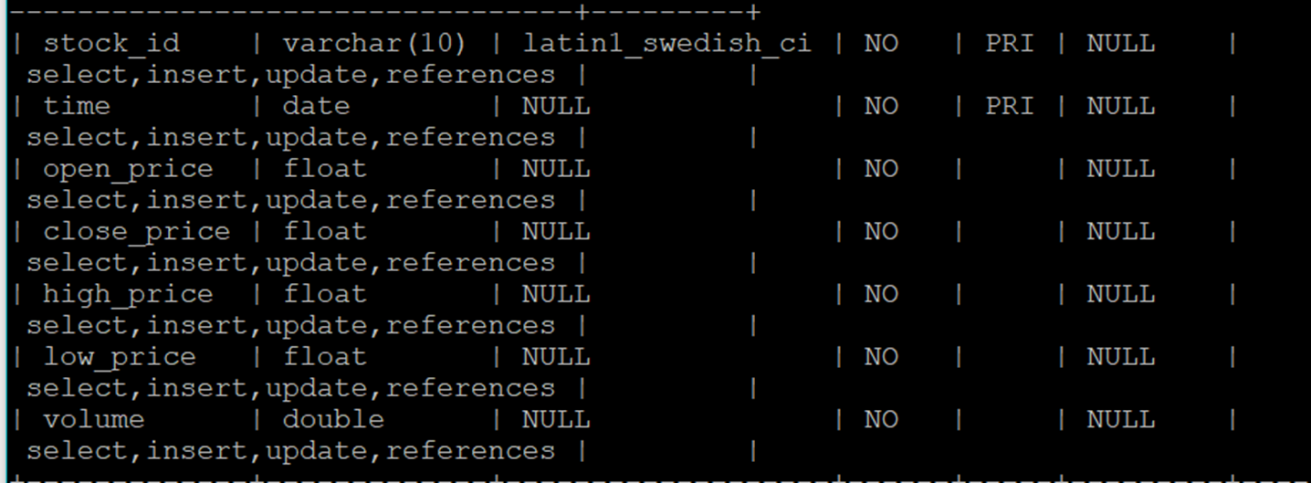 ---------------------------------+---------+
| stock_id    | varchar(10) | latin1_swedish_ci | NO   | PRI | NULL    |
 select,insert,update,references |         |
| time        | date        | NULL              | NO   | PRI | NULL    |
 select,insert,update,references |         |
| open_price  | float       | NULL              | NO   |     | NULL    |
 select,insert,update,references |         |
| close_price | float       | NULL              | NO   |     | NULL    |
 select,insert,update,references |         |
| high_price  | float       | NULL              | NO   |     | NULL    |
 select,insert,update,references |         |
| low_price   | float       | NULL              | NO   |     | NULL    |
 select,insert,update,references |         |
| volume      | double      | NULL              | NO   |     | NULL    |
 select,insert,update,references |         |
+-------------+-------------+-------------------+------+-----+---------+----